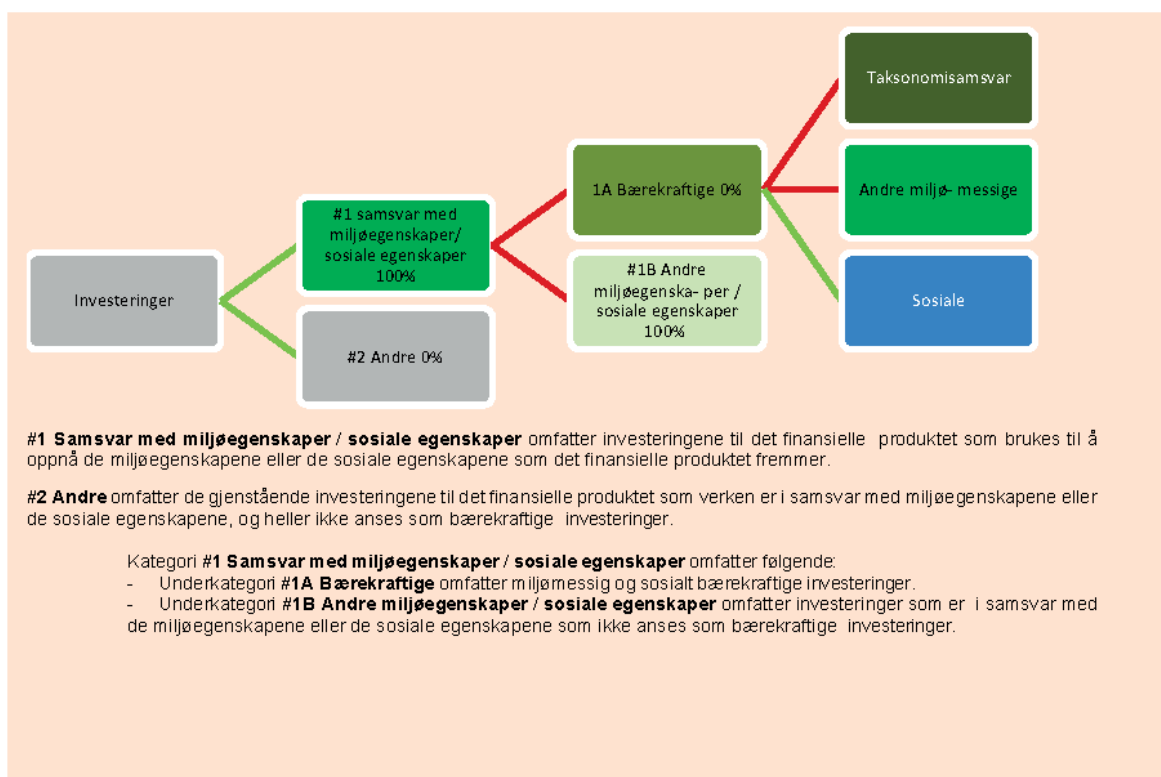 Taksonomisamsvar
1A Bærekraftige 0%
Andre miljø- messige
#1 samsvar med
miljøegenskaper/
sosiale egenskaper
100%
#1B Andre
miljøegenska- per /
sosiale egenskaper
100%
Investeringer
Sosiale
#2 Andre 0%
#1 Samsvar med miljøegenskaper / sosiale egenskaper omfatter investeringene til det finansielle produktet som brukes til å
oppnå de miljøegenskapene eller de sosiale egenskapene som det finansielle produktet fremmer.
#2 Andre omfatter de gjenstående investeringene til det finansielle produktet som verken er i samsvar med miljøegenskapene eller
de sosiale egenskapene, og heller ikke anses som bærekraftige investeringer.
Kategori #1 Samsvar med miljøegenskaper / sosiale egenskaper omfatter følgende:
- Underkategori #1A Bærekraftige omfatter miljømessig og sosialt bærekraftige investeringer.
- Underkategori #1B Andre miljøegenskaper / sosiale egenskaper omfatter investeringer som er i samsvar med
de miljøegenskapene eller de sosiale egenskapene som ikke anses som bærekraftige investeringer.